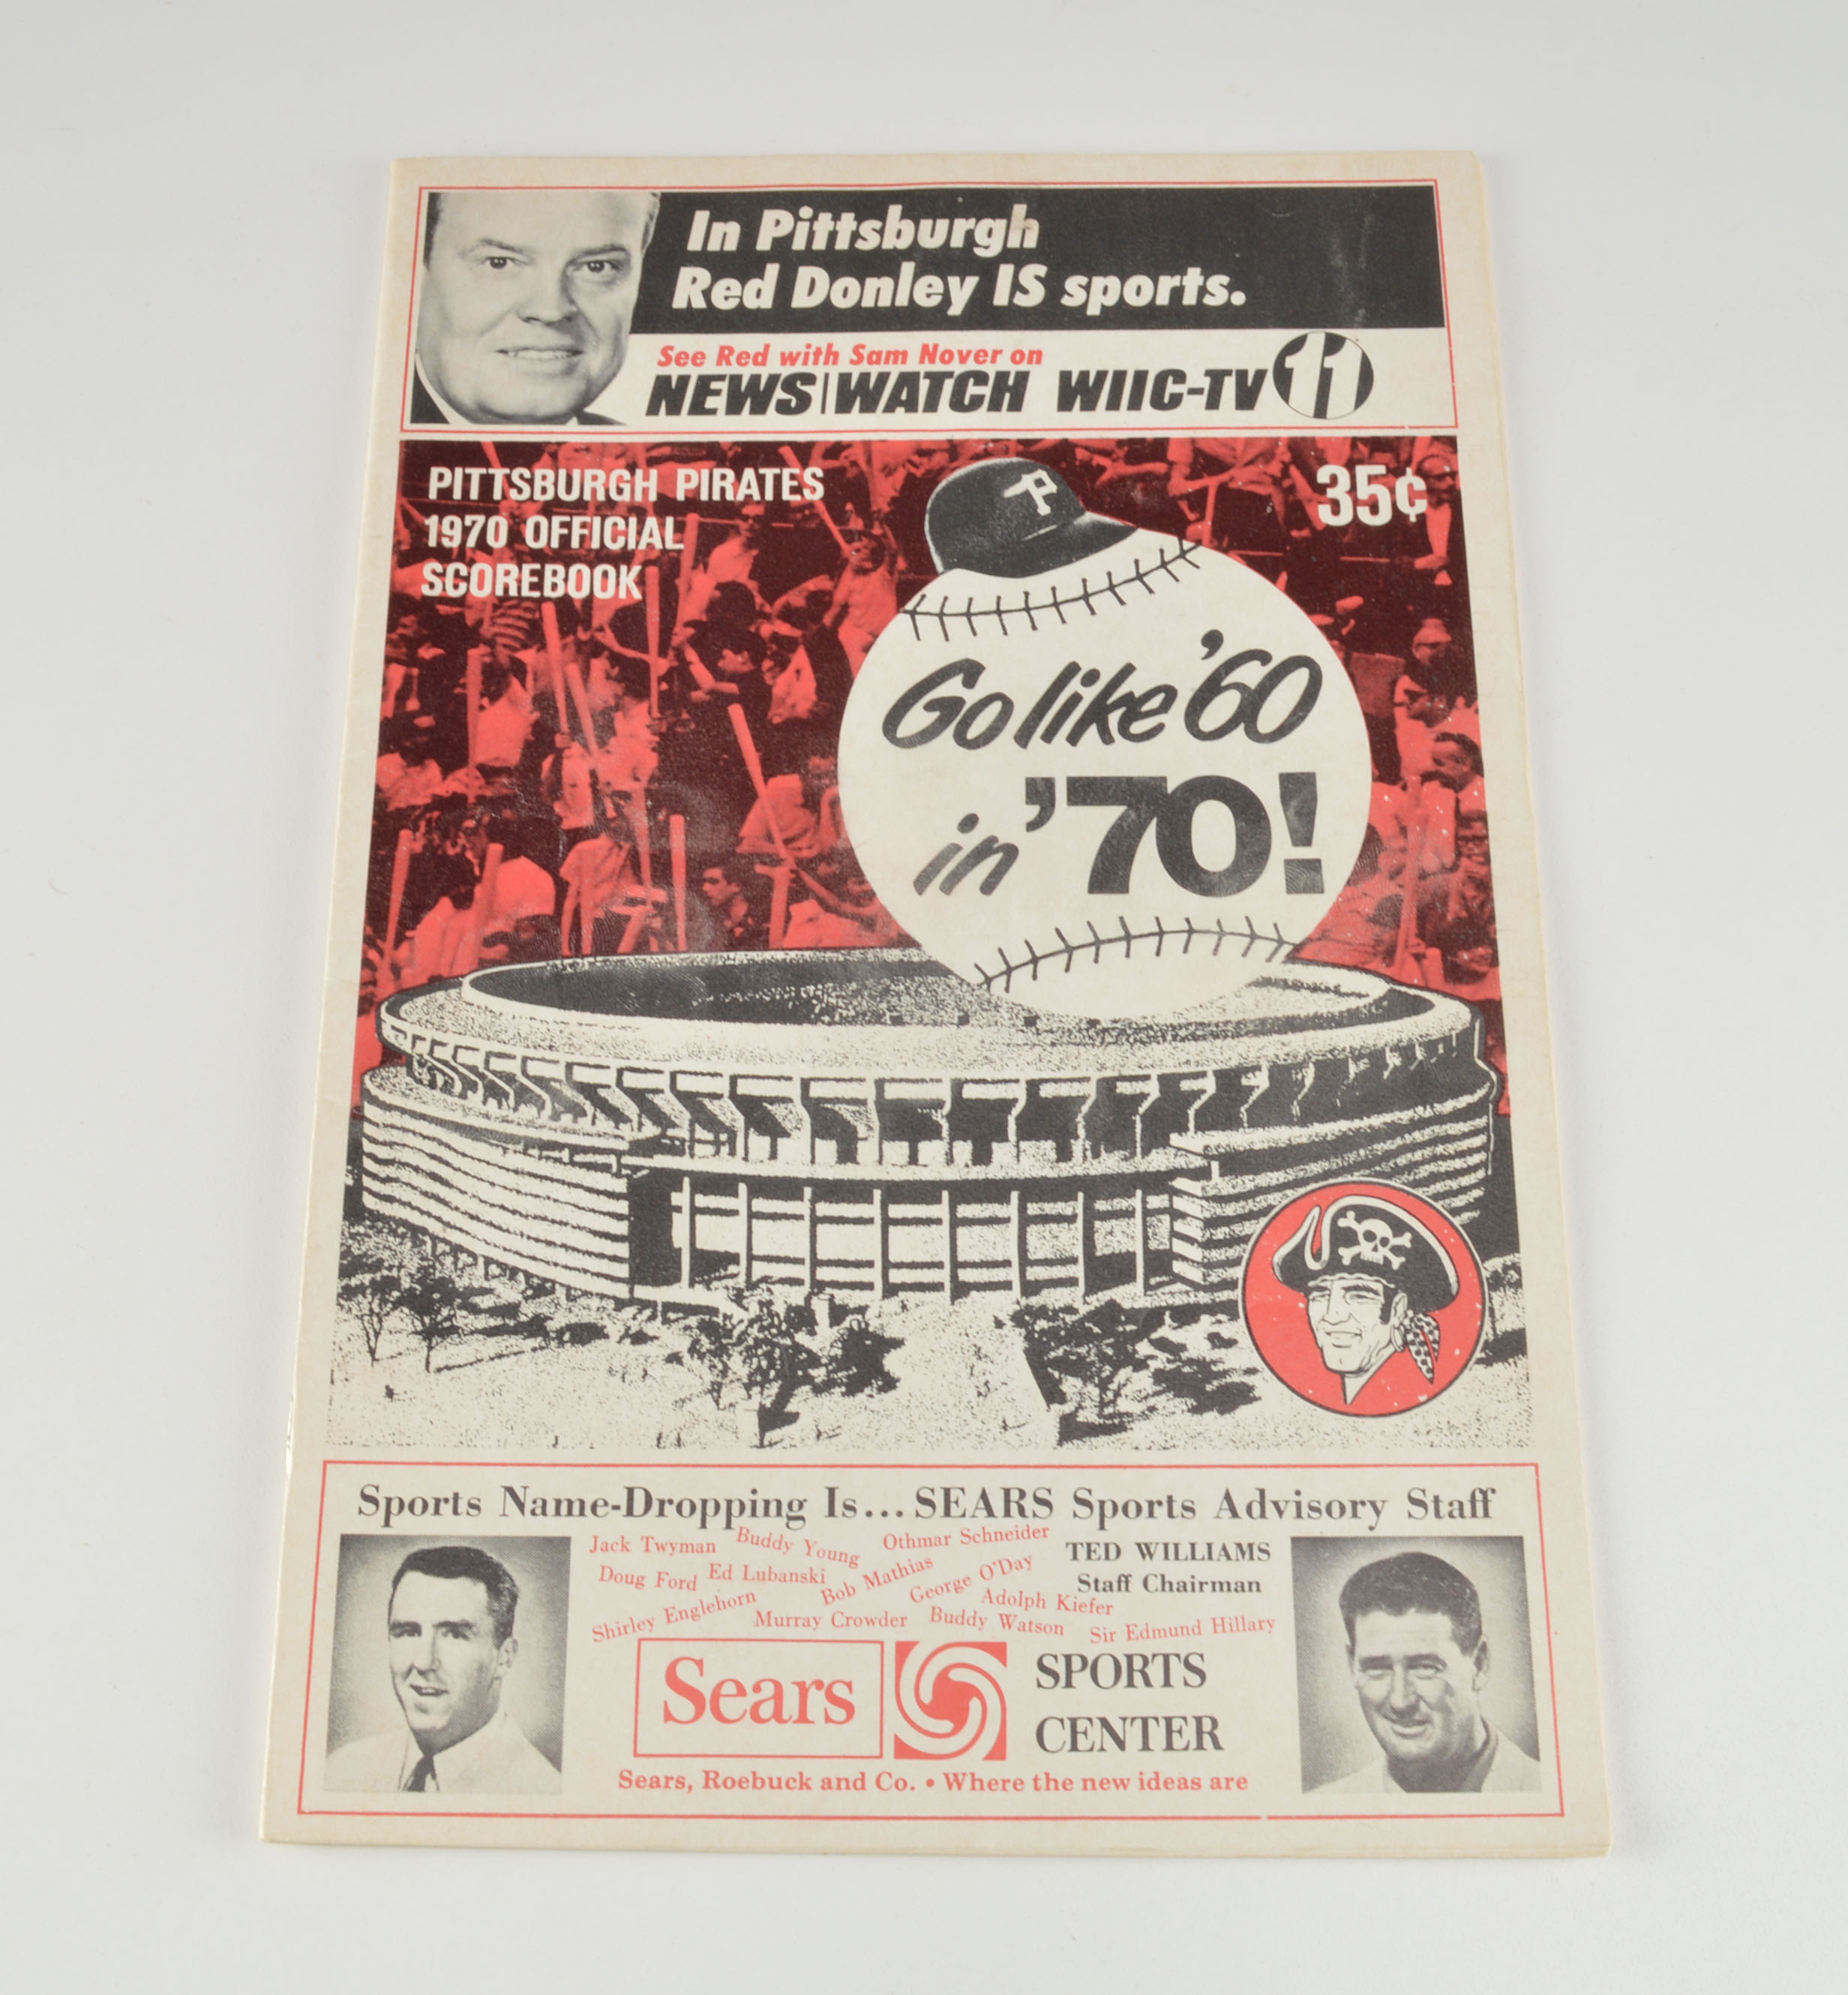 In Pittsburgh
Red Donley IS sports.
See Red with Sam Nover on
NEWS|WATCH WIIC-TV 11
PITTSBURGH PIRATES
1970 OFFICIAL
SCOREBOOK
35¢
P
Go like '60
in '70!
Sports Name-Dropping Is... SEARS Sports Advisory Staff
Jack Twyman Buddy Young Othmar Schneider
Doug Ford Ed Lubanski Bob Mathias George O'Day
TED WILLIAMS
Staff Chairman
Shirley Englehorn Murray Crowder Adolph Kiefer
Buddy Watson Sir Edmund Hillary
Sears
SPORTS
CENTER
Sears, Roebuck and Co. • Where the new ideas are